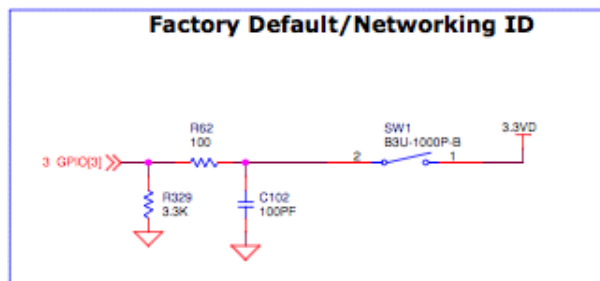 Factory Default/Networking ID
R62
100
SW1
B3U-1000P-B
3.3VD
3 GPIO[3]
2
1
R329
3.3K
C102
100PF